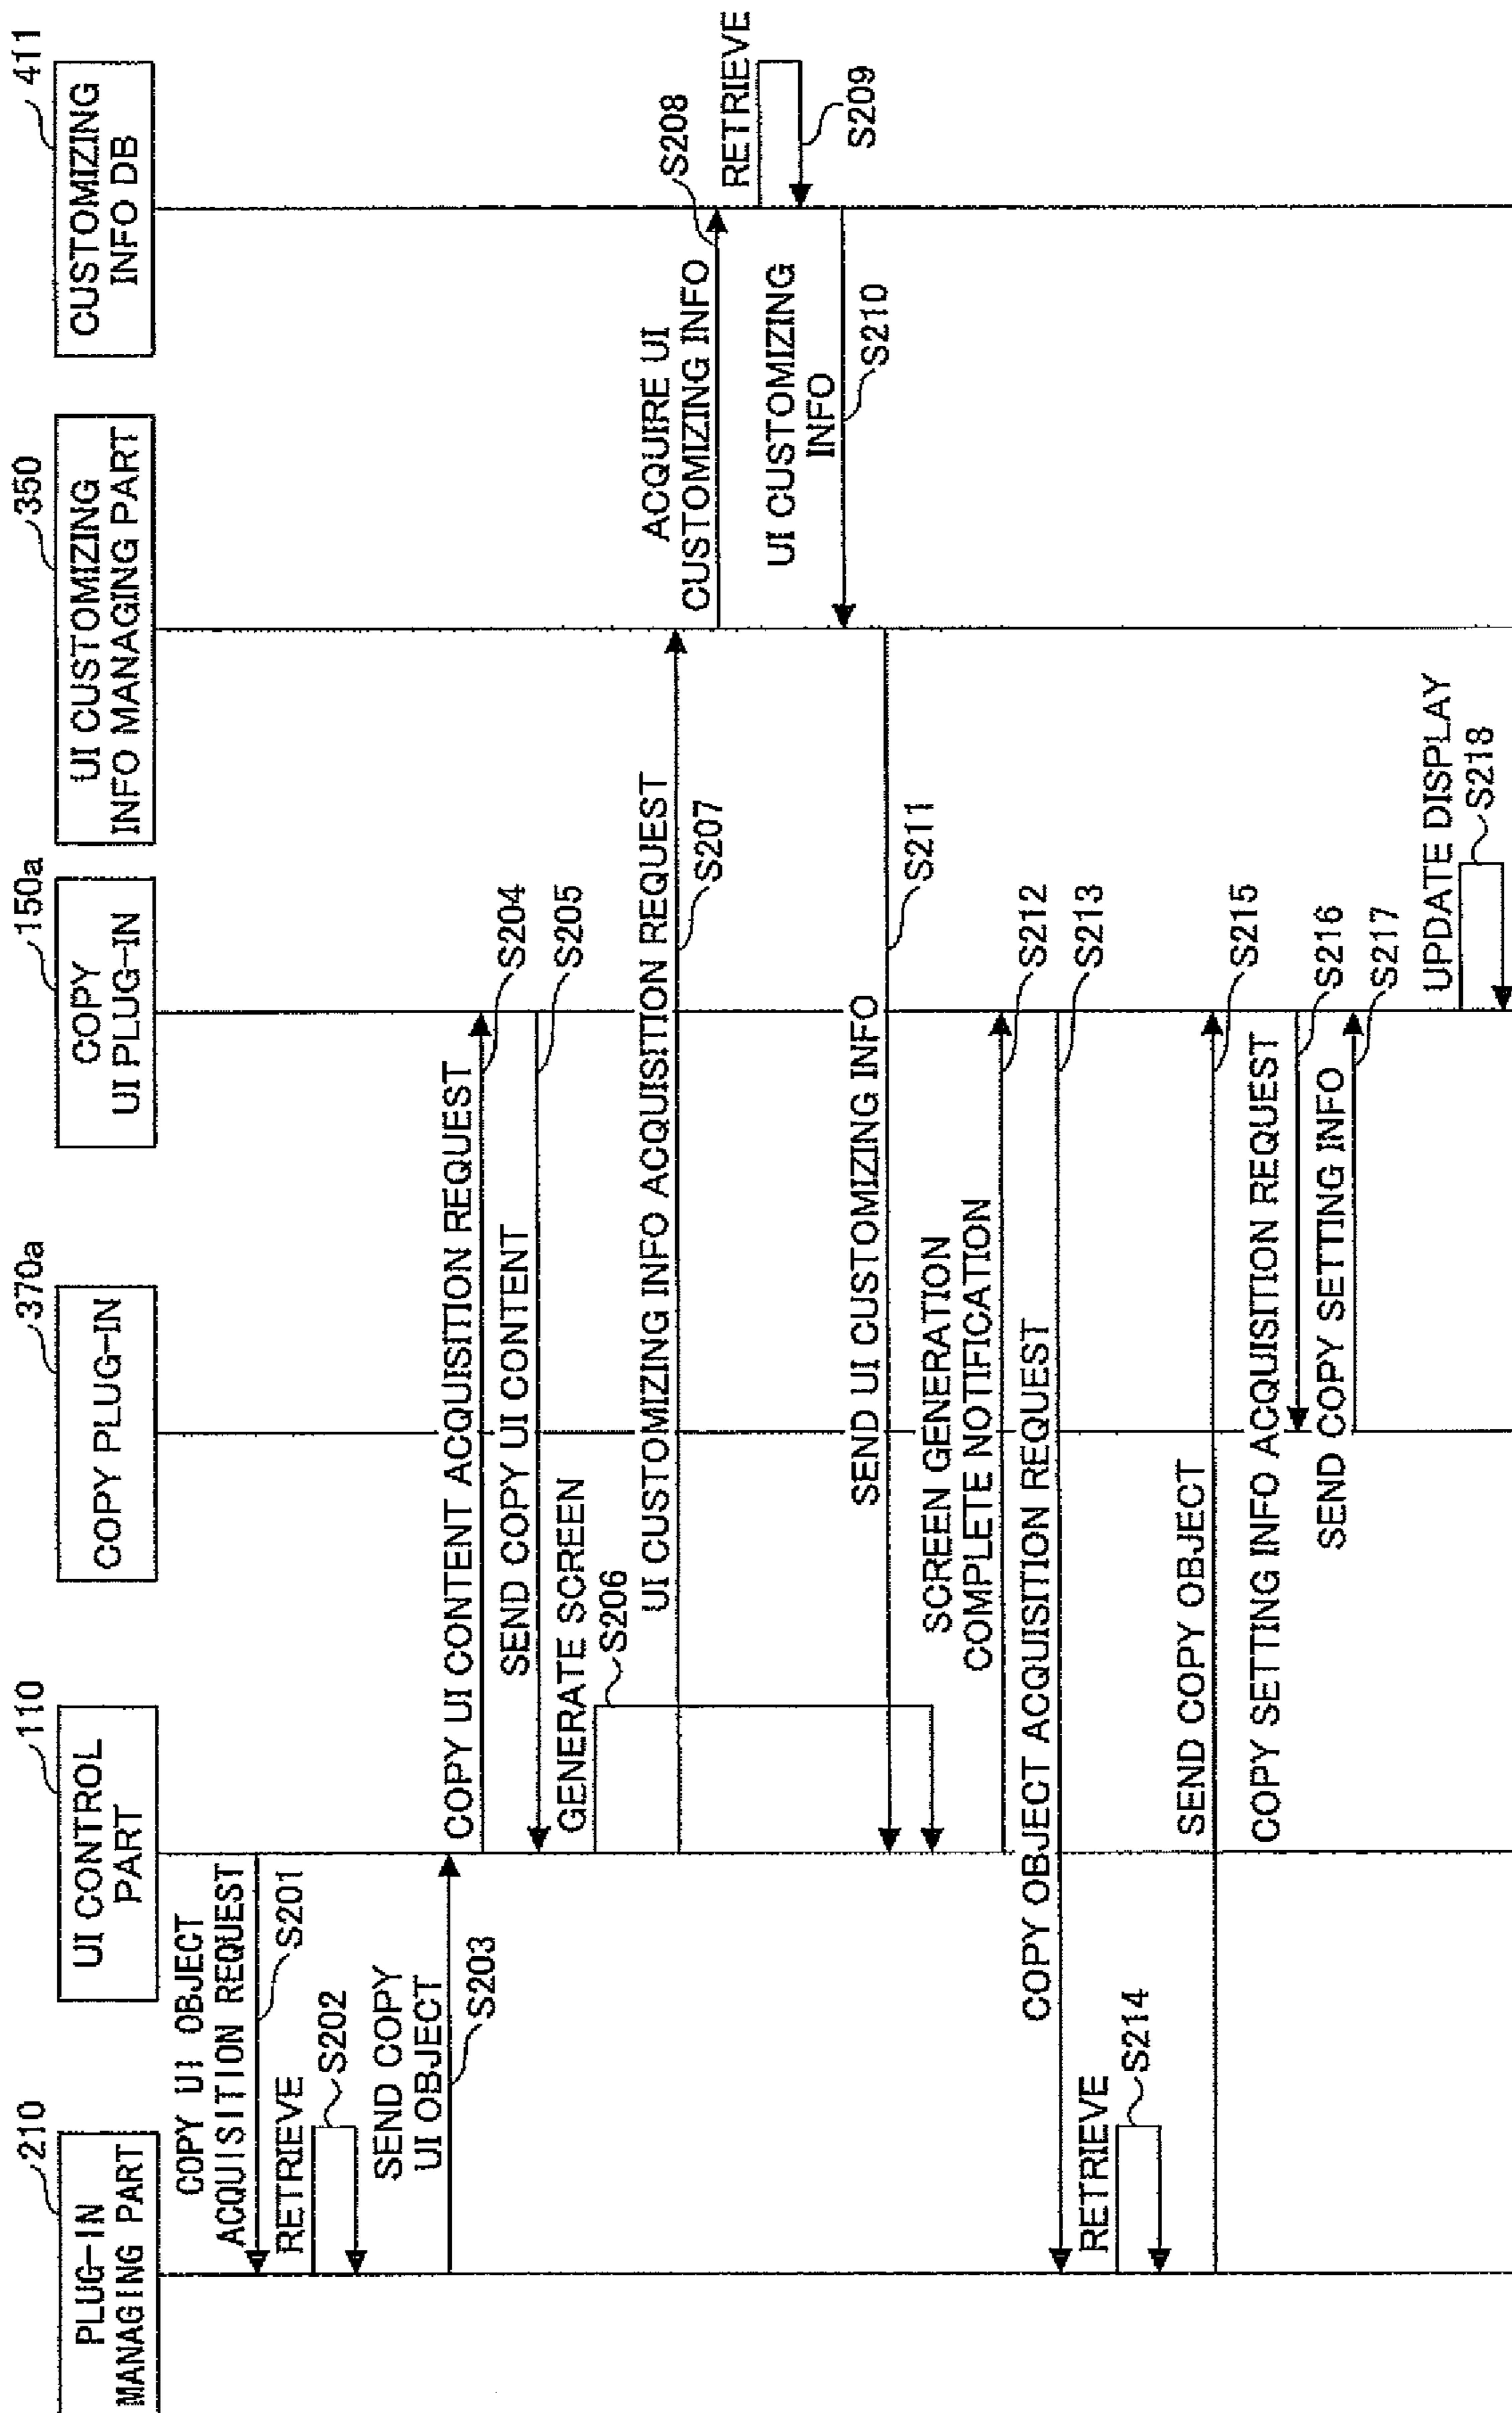 210
PLUG-IN
MANAGING PART
110
UI CONTROL
PART
370a
COPY PLUG-IN
150a
COPY
UI PLUG-IN
350
UI CUSTOMIZING
INFO MANAGING PART
411
CUSTOMIZING
INFO DB
COPY UI OBJECT
ACQUISITION REQUEST
S201
RETRIEVE
S202
SEND COPY
UI OBJECT
S203
COPY UI CONTENT ACQUISITION REQUEST
S204
SEND COPY UI CONTENT
S205
GENERATE SCREEN
S206
UI CUSTOMIZING INFO ACQUISITION REQUEST
S207
ACQUIRE UI
CUSTOMIZING INFO
S208
RETRIEVE
S209
UI CUSTOMIZING
INFO
S210
SEND UI CUSTOMIZING INFO
S211
SCREEN GENERATION
COMPLETE NOTIFICATION
S212
COPY OBJECT ACQUISITION REQUEST
S213
RETRIEVE
S214
SEND COPY OBJECT
S215
COPY SETTING INFO ACQUISITION REQUEST
S216
SEND COPY SETTING INFO
S217
UPDATE DISPLAY
S218